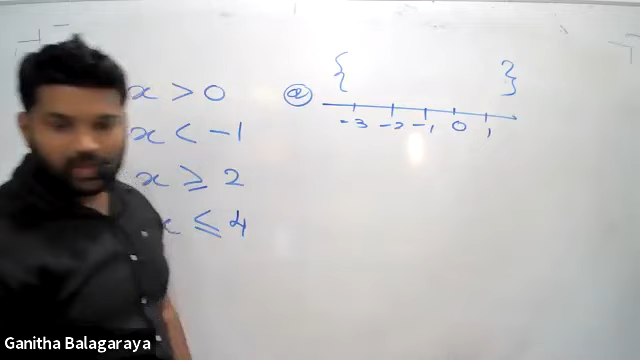 x > 0
x < -1
x ≥ 2
x ≤ 4
ⓐ { }
-3 -2 -1 0 1
Ganitha Balagaraya